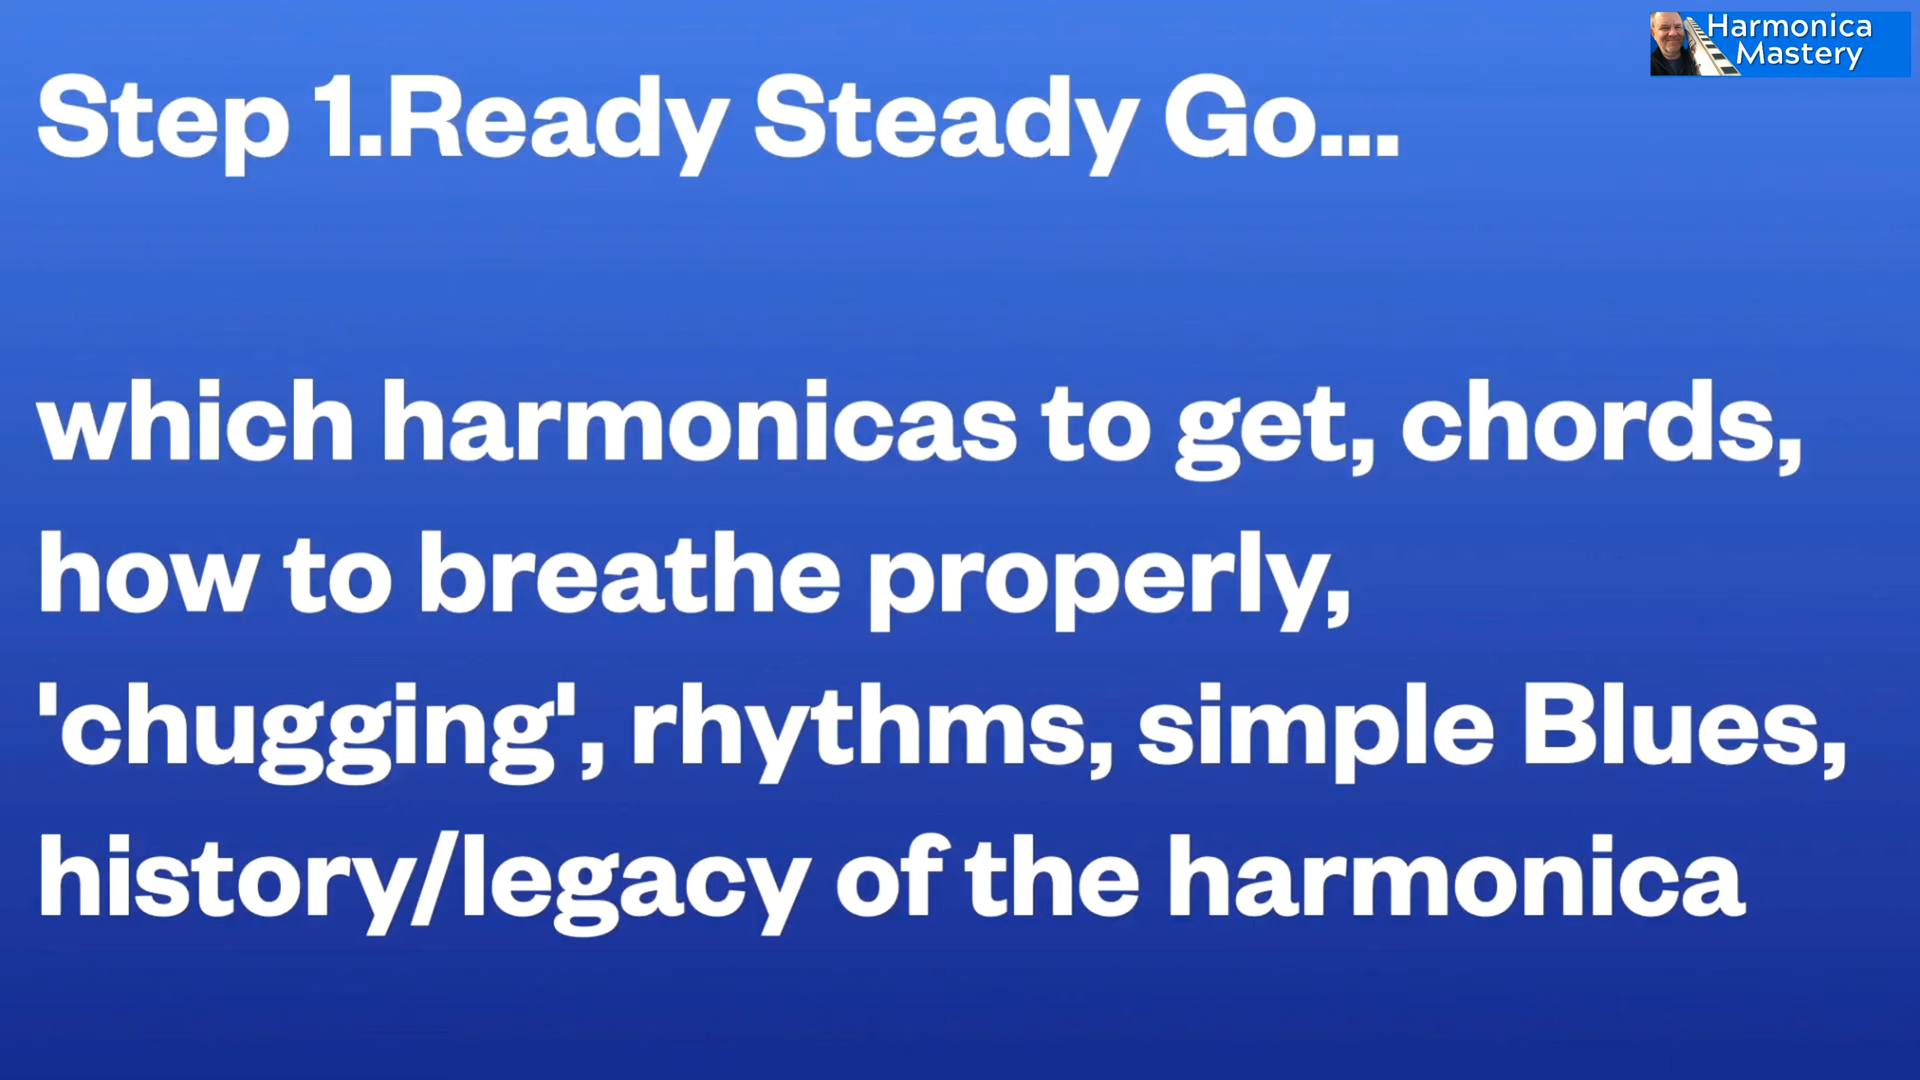 Harmonica
Mastery
Step 1.Ready Steady Go...
which harmonicas to get, chords,
how to breathe properly,
'chugging', rhythms, simple Blues,
history/legacy of the harmonica